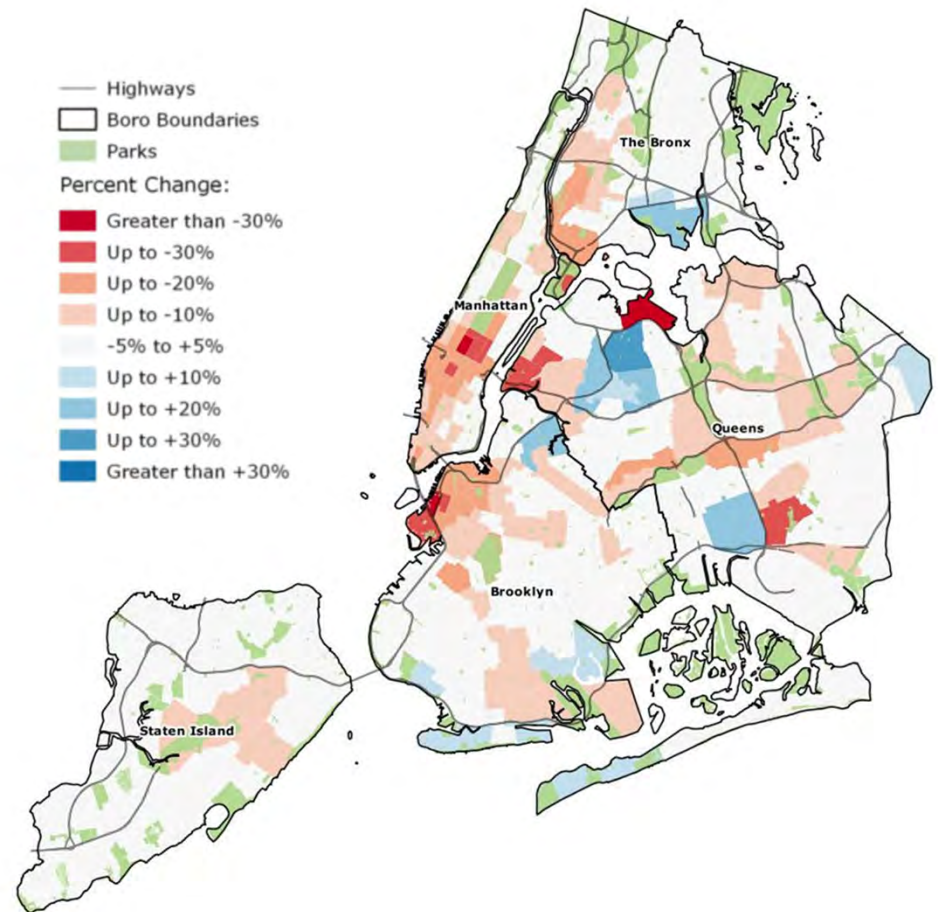 Highways
Boro Boundaries
Parks
Percent Change:
Greater than -30%
Up to -30%
Up to -20%
Up to -10%
-5% to +5%
Up to +10%
Up to +20%
Up to +30%
Greater than +30%
The Bronx
Manhattan
Queens
Brooklyn
Staten Island